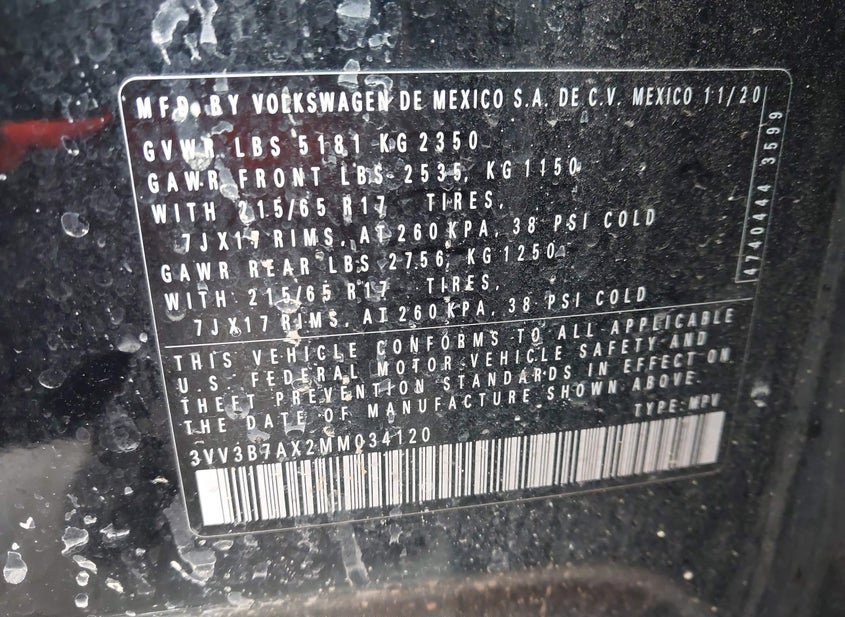 MFD. BY VOLKSWAGEN DE MEXICO S.A. DE C.V. MEXICO 11/20
GVWR LBS 5181 KG 2350
GAWR FRONT LBS 2535, KG 1150
WITH 215/65 R17 TIRES,
7JX17 RIMS, AT 260 KPA, 38 PSI COLD
GAWR REAR LBS 2756, KG 1250
WITH 215/65 R17 TIRES,
7JX17 RIMS, AT 260 KPA, 38 PSI COLD
4740444 3599
THIS VEHICLE CONFORMS TO ALL APPLICABLE
U.S. FEDERAL MOTOR VEHICLE SAFETY AND
THEFT PREVENTION STANDARDS IN EFFECT ON
THE DATE OF MANUFACTURE SHOWN ABOVE.
TYPE: MPV
3VV3B7AX2MM034120